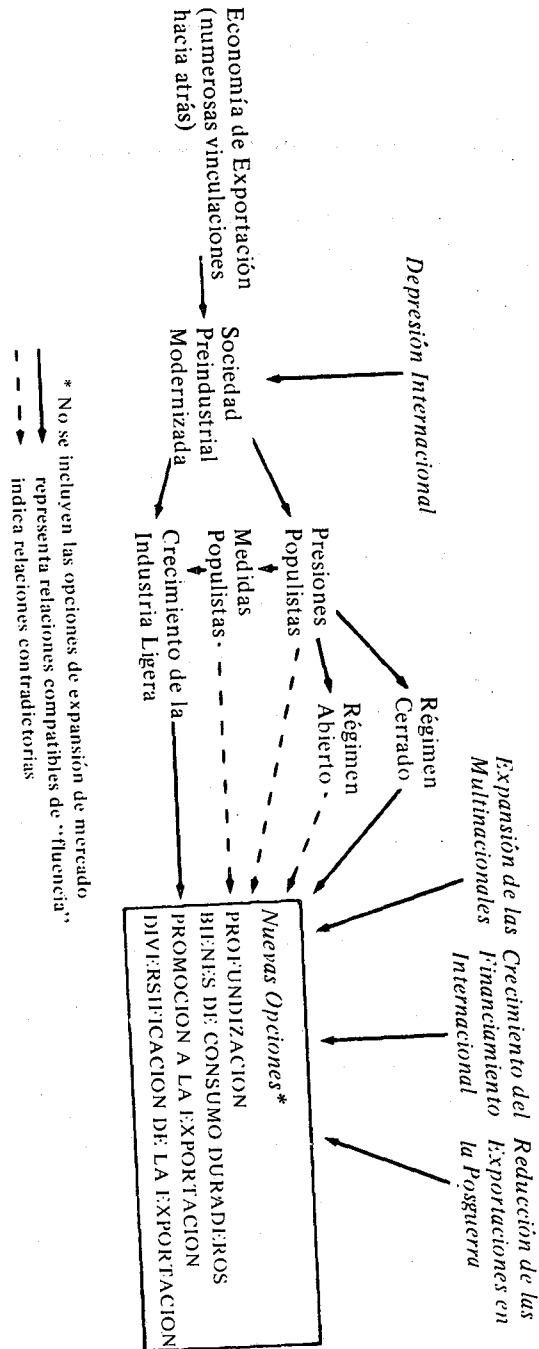 Depresión Internacional
Expansión de las
Multinacionales
Crecimiento del
Financiamiento
Internacional
Reducción de las
Exportaciones en
la Posguerra
Economía de Exportación
(numerosas vinculaciones
hacia atrás)
Sociedad
Preindustrial
Modernizada
Presiones
Populistas
Medidas
Populistas
Crecimiento de la
Industria Ligera
Régimen
Cerrado
Régimen
Abierto
Nuevas Opciones*
PROFUNDIZACION
BIENES DE CONSUMO DURADEROS
PROMOCION A LA EXPORTACION
DIVERSIFICACION DE LA EXPORTACION
* No se incluyen las opciones de expansión de mercado
representa relaciones compatibles de "fluencia"
indica relaciones contradictorias